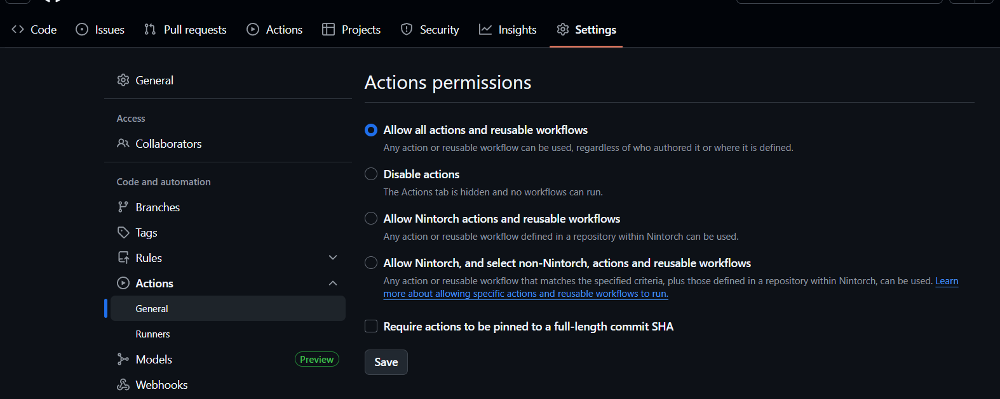 Code
Issues
Pull requests
Actions
Projects
Security
Insights
Settings
General
Access
Collaborators
Code and automation
Branches
Tags
Rules
Actions
General
Runners
Models
Preview
Webhooks
Actions permissions
Allow all actions and reusable workflows
Any action or reusable workflow can be used, regardless of who authored it or where it is defined.
Disable actions
The Actions tab is hidden and no workflows can run.
Allow Nintorch actions and reusable workflows
Any action or reusable workflow defined in a repository within Nintorch can be used.
Allow Nintorch, and select non-Nintorch, actions and reusable workflows
Any action or reusable workflow that matches the specified criteria, plus those defined in a repository within Nintorch, can be used. Learn
more about allowing specific actions and reusable workflows to run.
Require actions to be pinned to a full-length commit SHA
Save